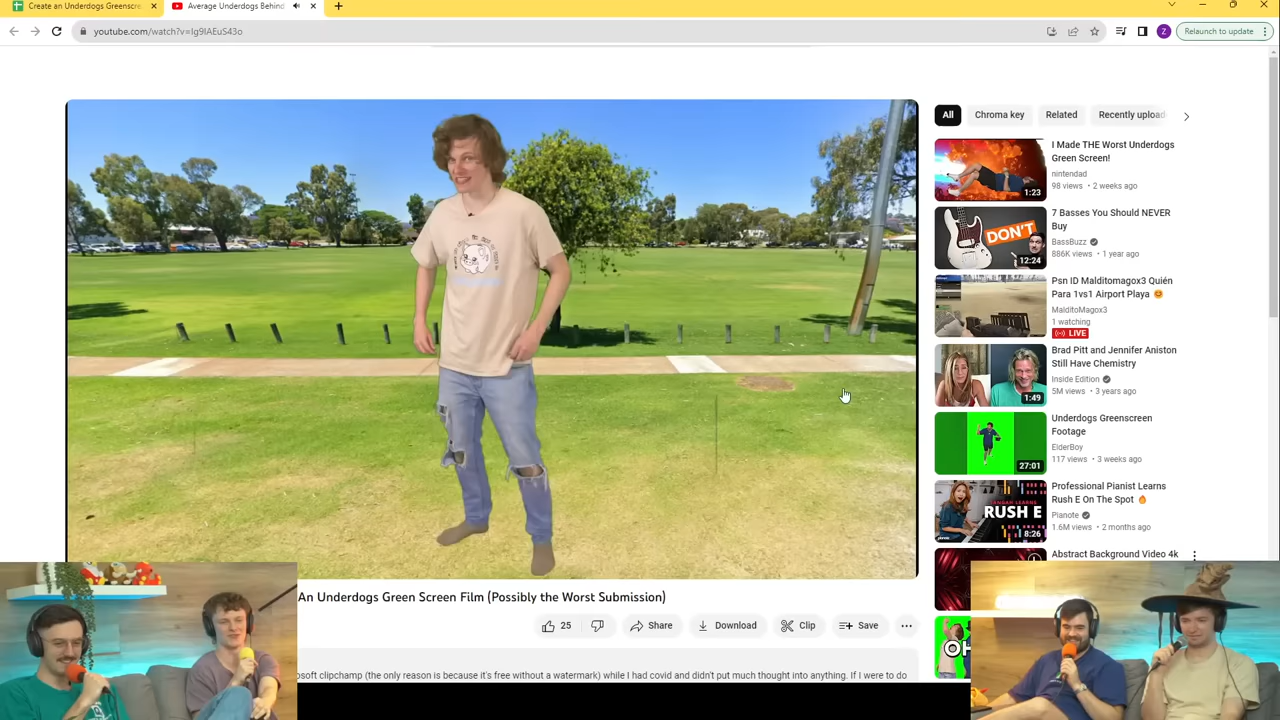 Create an Underdogs Greenscre
Average Underdogs Behind
youtube.com/watch?v=Ig9IAEuS43o
Z
Relaunch to update
All
Chroma key
Related
Recently upload
I Made THE Worst Underdogs
Green Screen!
nintendad
98 views • 2 weeks ago
1:23
7 Basses You Should NEVER
Buy
BassBuzz
886K views • 1 year ago
DON'T
12:24
Psn ID Malditomagox3 Quién
Para 1vs1 Airport Playa
MalditoMagox3
1 watching
LIVE
Brad Pitt and Jennifer Aniston
Still Have Chemistry
Inside Edition
5M views • 3 years ago
1:49
Underdogs Greenscreen
Footage
ElderBoy
117 views • 3 weeks ago
27:01
Professional Pianist Learns
Rush E On The Spot
Pianote
1.6M views • 2 months ago
RUSH E
8:26
Abstract Background Video 4k
OH
An Underdogs Green Screen Film (Possibly the Worst Submission)
25
Share
Download
Clip
Save
osoft clipchamp (the only reason is because it's free without a watermark) while I had covid and didn't put much thought into anything. If I were to do